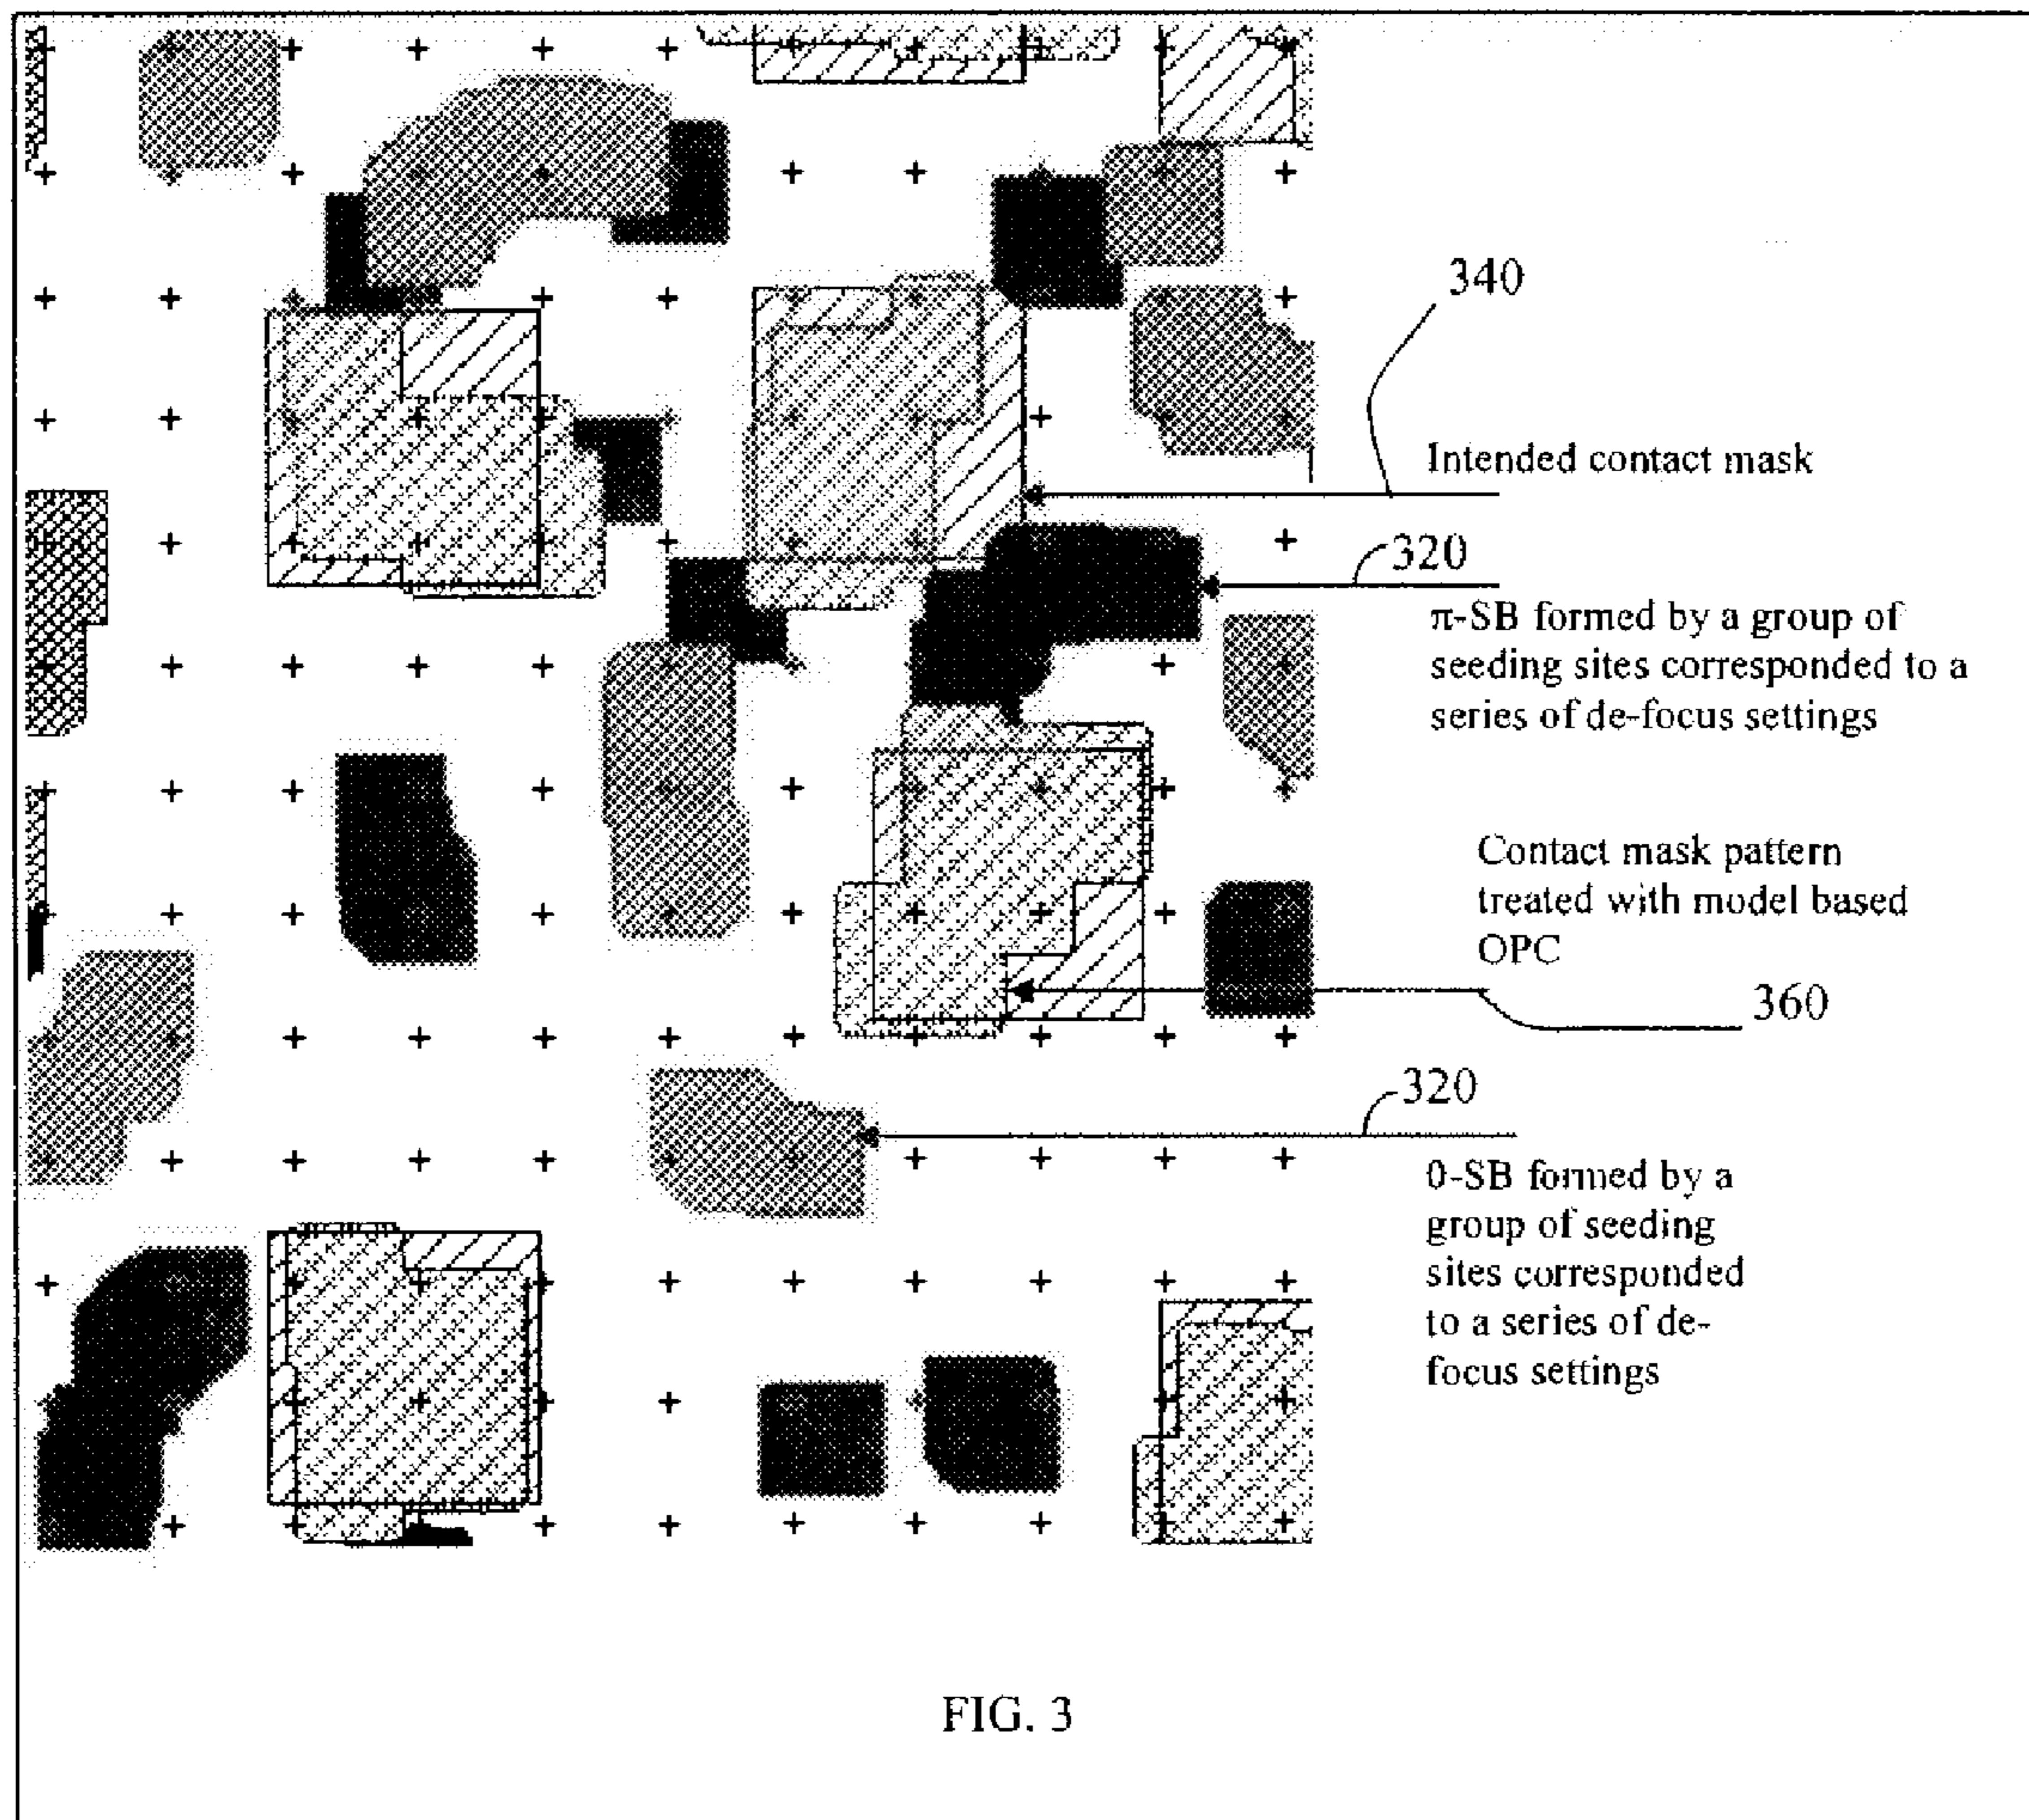 340
Intended contact mask
320
π-SB formed by a group of
seeding sites corresponded to a
series of de-focus settings
Contact mask pattern
treated with model based
OPC
360
320
0-SB formed by a
group of seeding
sites corresponded
to a series of de-
focus settings
FIG. 3